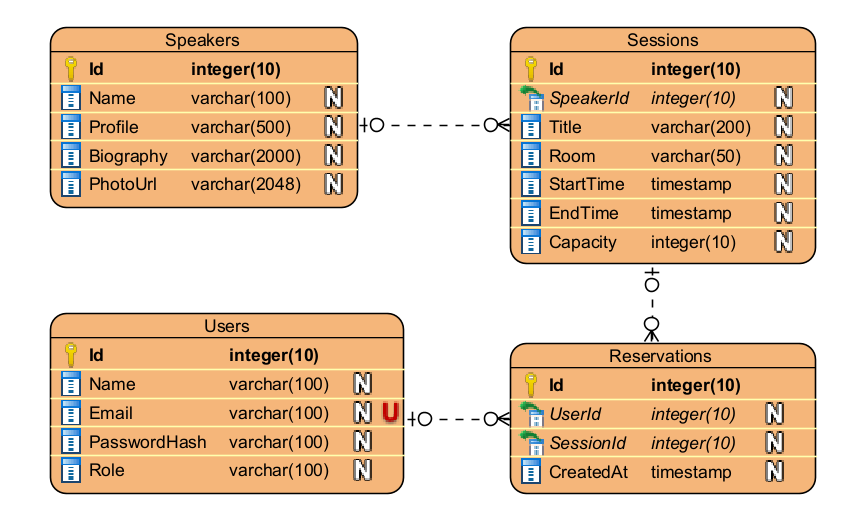 Speakers
Id integer(10)
Name varchar(100) N
Profile varchar(500) N
Biography varchar(2000) N
PhotoUrl varchar(2048) N
Sessions
Id integer(10)
SpeakerId integer(10) N
Title varchar(200) N
Room varchar(50) N
StartTime timestamp N
EndTime timestamp N
Capacity integer(10) N
Users
Id integer(10)
Name varchar(100) N
Email varchar(100) N U
PasswordHash varchar(100) N
Role varchar(100) N
Reservations
Id integer(10)
UserId integer(10) N
SessionId integer(10) N
CreatedAt timestamp N